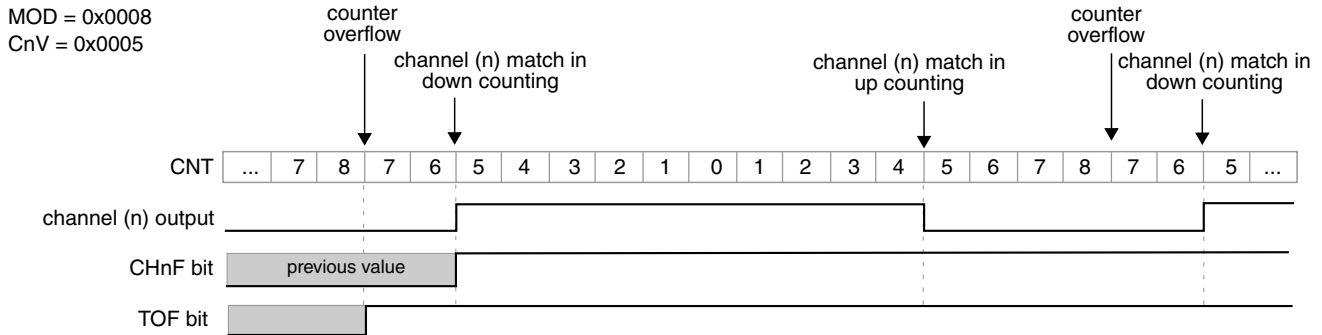 MOD = 0x0008
CnV = 0x0005
counter
overflow
channel (n) match in
down counting
channel (n) match in
up counting
counter
overflow
channel (n) match in
down counting
CNT ... 7 8 7 6 5 4 3 2 1 0 1 2 3 4 5 6 7 8 7 6 5 ...
channel (n) output
CHnF bit previous value
TOF bit